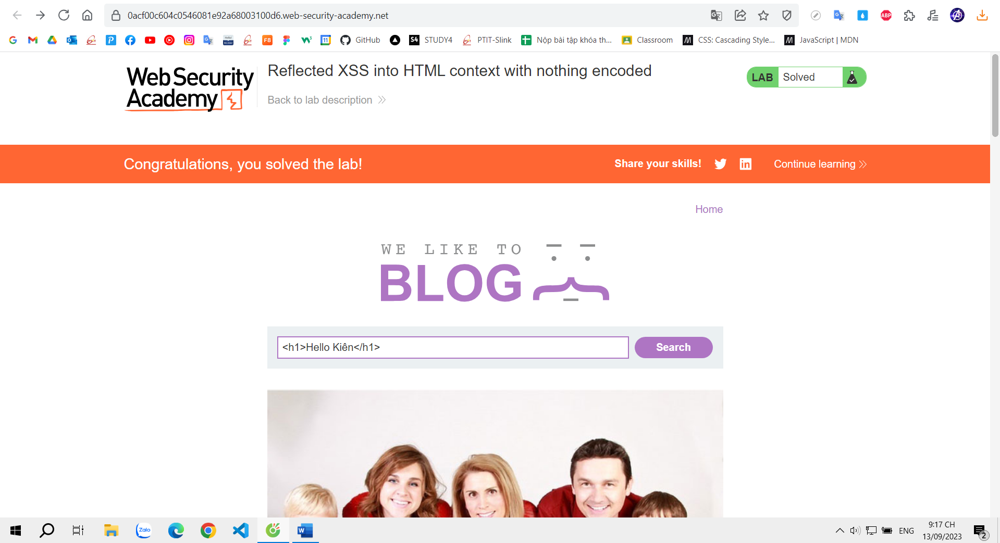 0acf00c604c0546081e92a68003100d6.web-security-academy.net
GitHub
STUDY4
PTIT-Slink
Nộp bài tập khóa th...
Classroom
CSS: Cascading Style...
JavaScript | MDN
Web Security
Academy
Reflected XSS into HTML context with nothing encoded
Back to lab description
LAB Solved
Congratulations, you solved the lab!
Share your skills!
Continue learning
Home
WE LIKE TO
BLOG
<h1>Hello Kiên</h1>
Search
Zalo
ENG
9:17 CH
13/09/2023
2